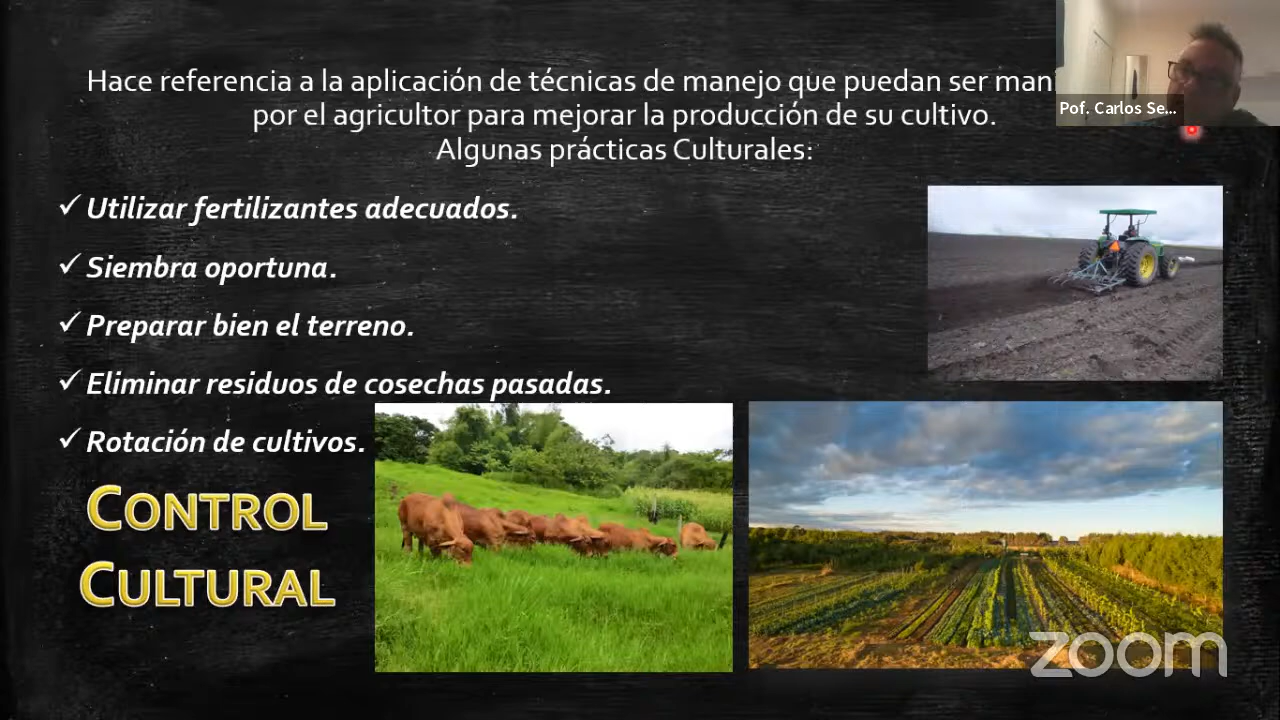 Hace referencia a la aplicación de técnicas de manejo que puedan ser
por el agricultor para mejorar la producción de su cultivo.
Algunas prácticas Culturales:
✓ Utilizar fertilizantes adecuados.
✓ Siembra oportuna.
✓ Preparar bien el terreno.
✓ Eliminar residuos de cosechas pasadas.
✓ Rotación de cultivos.
CONTROL
CULTURAL
Pof. Carlos Se...
zoom